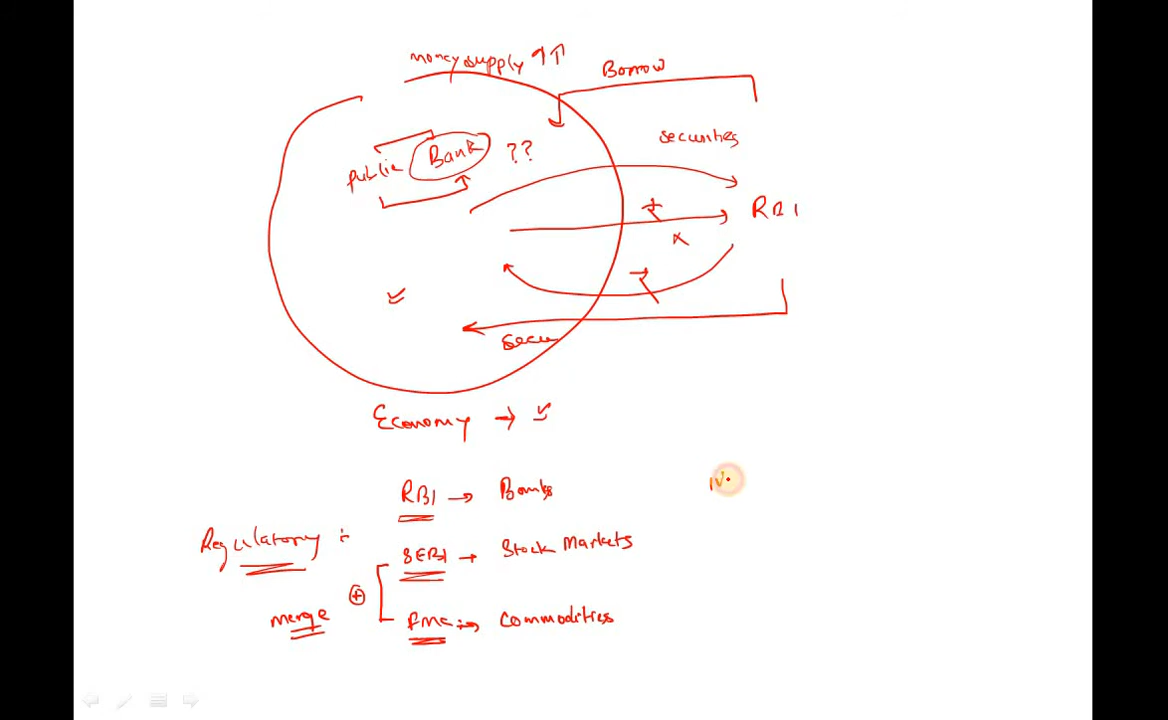 money supply ↑↑
Borrow
securities
public Bank ??
₹
RBI
x
₹
secu
Economy →
RBI → Banks
Regulatory :
SEBI → Stock Markets
merge +
FMC → Commodities